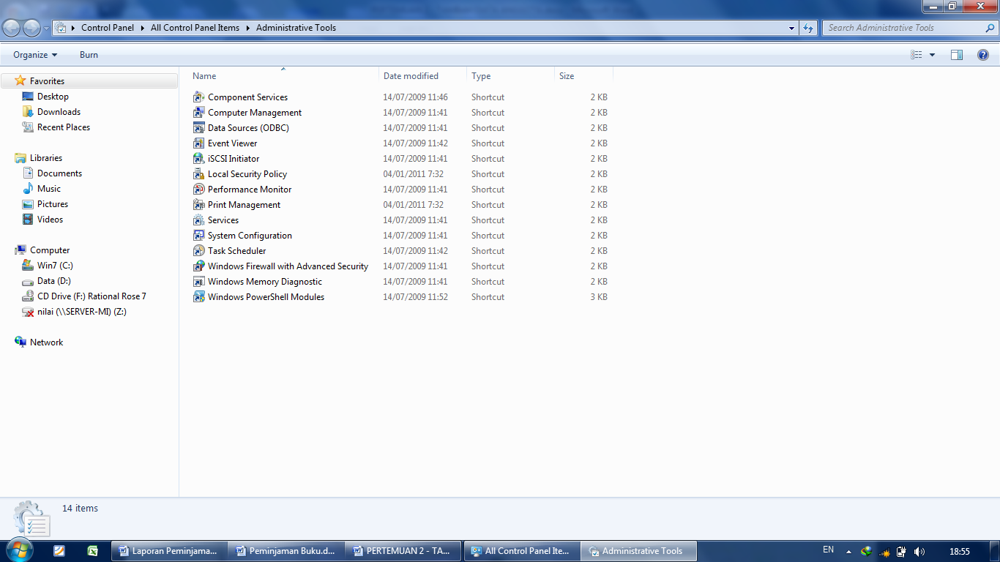 Control Panel ▸ All Control Panel Items ▸ Administrative Tools
Search Administrative Tools
Organize
Burn
Favorites
Desktop
Downloads
Recent Places
Libraries
Documents
Music
Pictures
Videos
Computer
Win7 (C:)
Data (D:)
CD Drive (F:) Rational Rose 7
nilai (\\SERVER-MI) (Z:)
Network
Name Date modified Type Size
Component Services 14/07/2009 11:46 Shortcut 2 KB
Computer Management 14/07/2009 11:41 Shortcut 2 KB
Data Sources (ODBC) 14/07/2009 11:41 Shortcut 2 KB
Event Viewer 14/07/2009 11:42 Shortcut 2 KB
iSCSI Initiator 14/07/2009 11:41 Shortcut 2 KB
Local Security Policy 04/01/2011 7:32 Shortcut 2 KB
Performance Monitor 14/07/2009 11:41 Shortcut 2 KB
Print Management 04/01/2011 7:32 Shortcut 2 KB
Services 14/07/2009 11:41 Shortcut 2 KB
System Configuration 14/07/2009 11:41 Shortcut 2 KB
Task Scheduler 14/07/2009 11:42 Shortcut 2 KB
Windows Firewall with Advanced Security 14/07/2009 11:41 Shortcut 2 KB
Windows Memory Diagnostic 14/07/2009 11:41 Shortcut 2 KB
Windows PowerShell Modules 14/07/2009 11:52 Shortcut 3 KB
14 items
Laporan Peminjama... Peminjaman Buku.d... PERTEMUAN 2 - TA... All Control Panel Ite... Administrative Tools EN 18:55